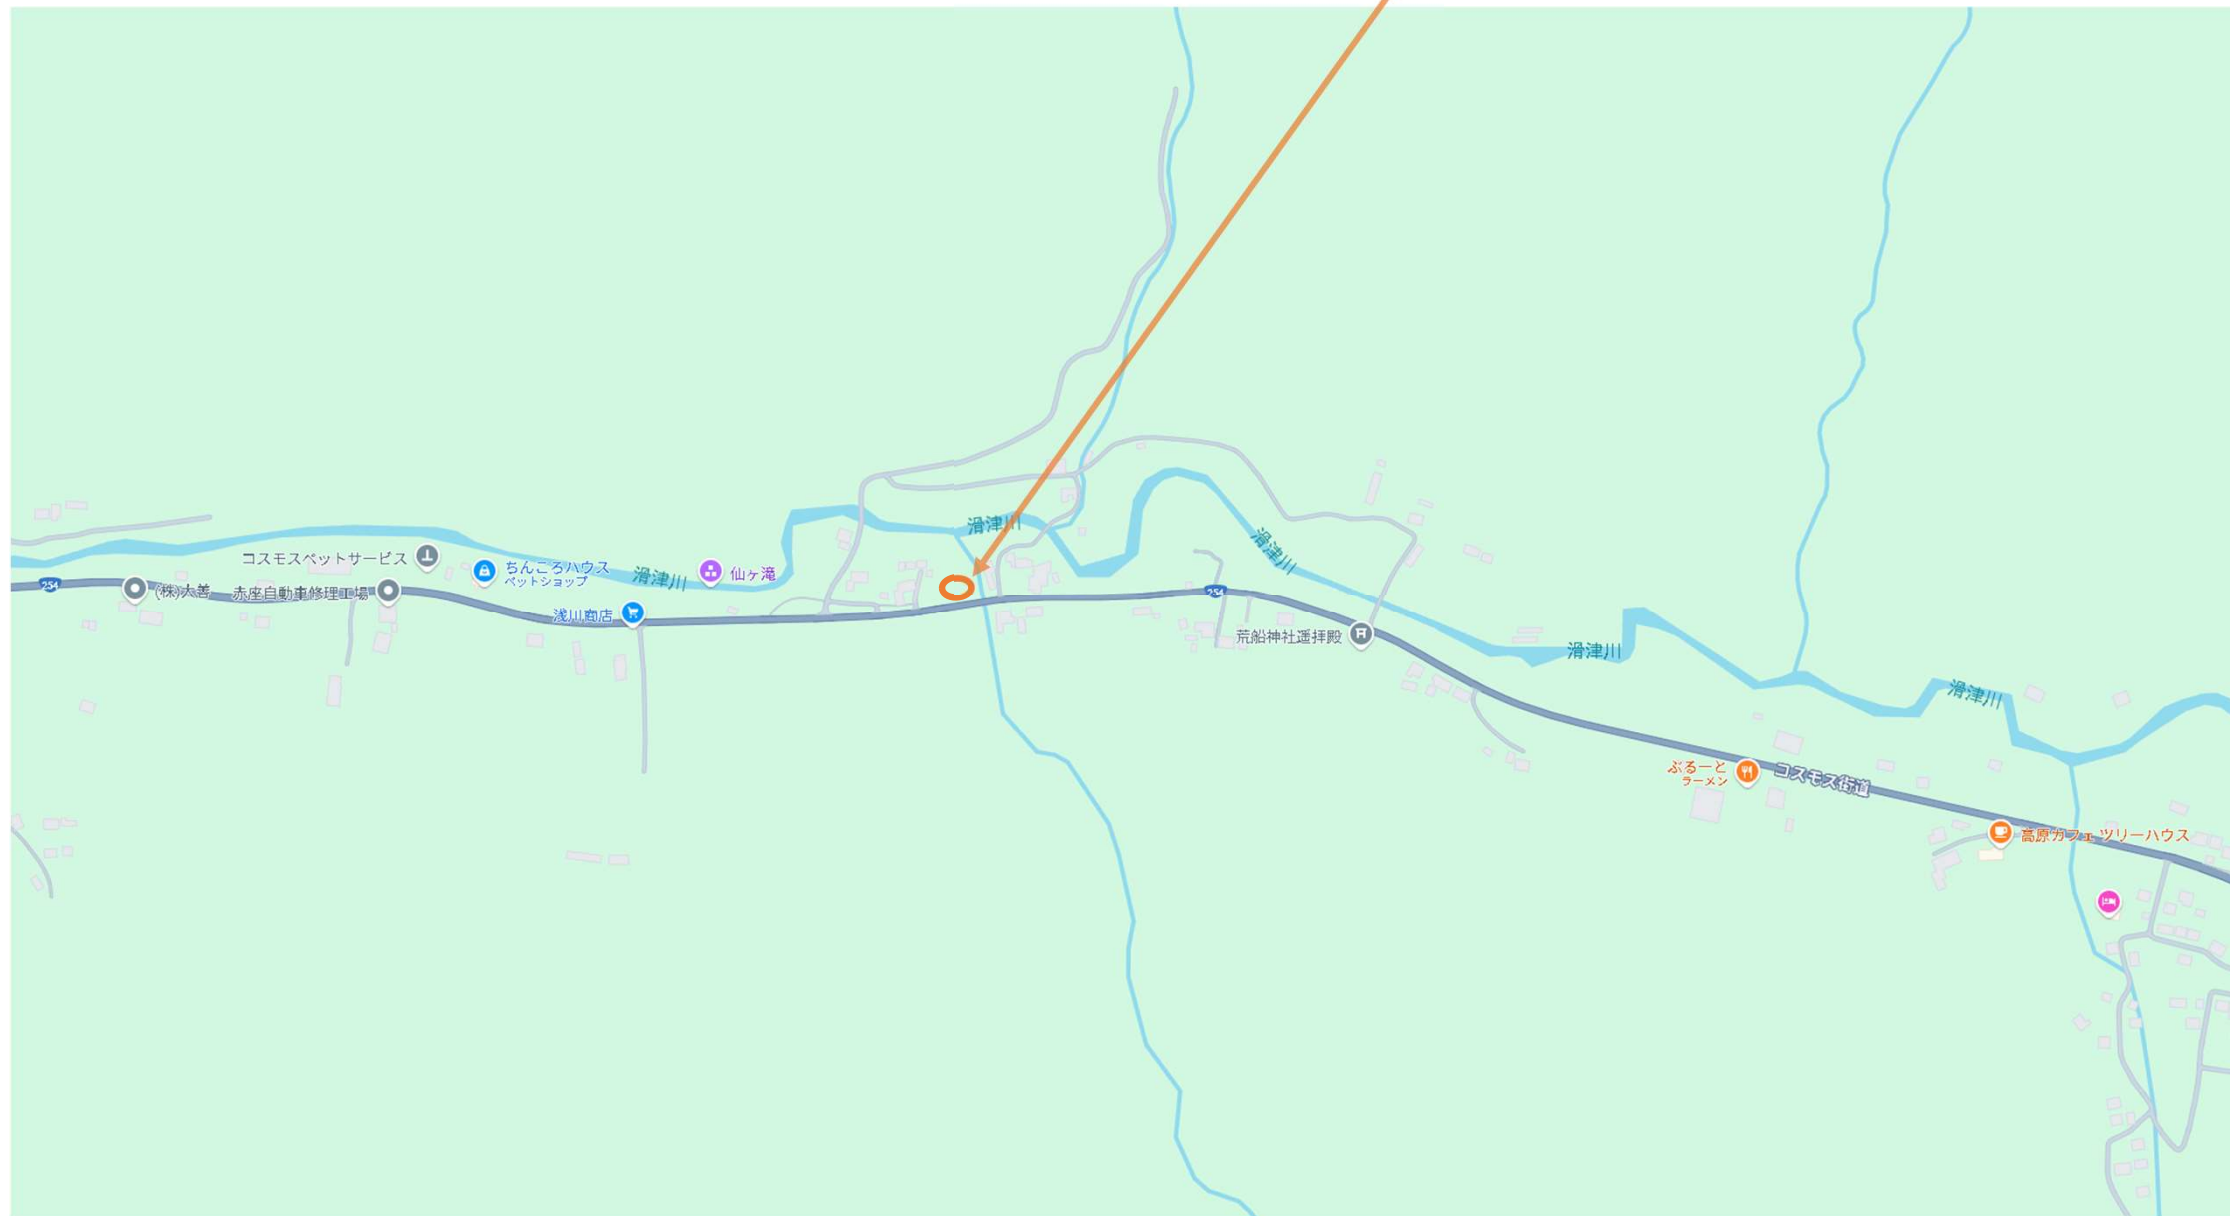 滑津川
滑津川
コスモスペットサービス
ちんころハウス
ペットショップ
滑津川
仙ヶ滝
254
(株)大善
赤座自動車修理工場
254
浅川商店
荒船神社遥拝殿
滑津川
滑津川
ぶるーと
ラーメン
コスモス街道
高原カフェ ツリーハウス